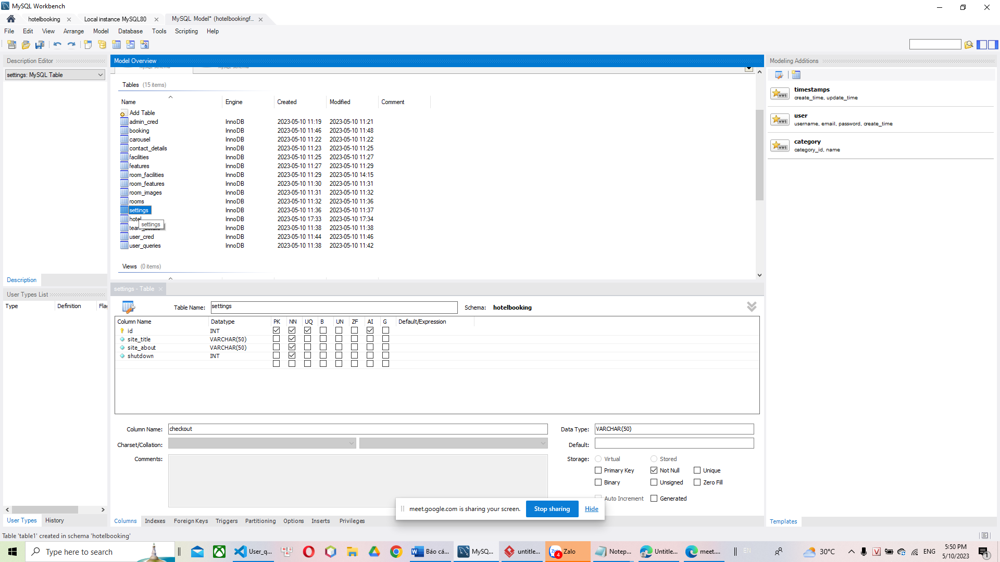 MySQL Workbench
hotelbooking
Local instance MySQL80
MySQL Model* (hotelbookingf...
File Edit View Arrange Model Database Tools Scripting Help
Description Editor
Model Overview
Modeling Additions
settings: MySQL Table
MySQL Schema
MySQL Schema
Tables (15 items)
Name Engine Created Modified Comment
Add Table
admin_cred InnoDB 2023-05-10 11:19 2023-05-10 11:21
booking InnoDB 2023-05-10 11:46 2023-05-10 11:48
carousel InnoDB 2023-05-10 11:22 2023-05-10 11:22
contact_details InnoDB 2023-05-10 11:23 2023-05-10 11:25
facilities InnoDB 2023-05-10 11:25 2023-05-10 11:27
features InnoDB 2023-05-10 11:27 2023-05-10 11:29
room_facilities InnoDB 2023-05-10 11:29 2023-05-10 14:15
room_features InnoDB 2023-05-10 11:30 2023-05-10 11:31
room_images InnoDB 2023-05-10 11:31 2023-05-10 11:32
rooms InnoDB 2023-05-10 11:32 2023-05-10 11:36
settings InnoDB 2023-05-10 11:36 2023-05-10 11:37
hotel InnoDB 2023-05-10 17:33 2023-05-10 17:34
settings
team_details InnoDB 2023-05-10 11:38 2023-05-10 11:38
user_cred InnoDB 2023-05-10 11:44 2023-05-10 11:46
user_queries InnoDB 2023-05-10 11:38 2023-05-10 11:42
Views (0 items)
timestamps
create_time, update_time
user
username, email, password, create_time
category
category_id, name
MWB
MWB
MWB
Description
User Types List
Type Definition Flag
settings - Table
Table Name: settings Schema: hotelbooking
Column Name Datatype PK NN UQ B UN ZF AI G Default/Expression
id INT
site_title VARCHAR(50)
site_about VARCHAR(50)
shutdown INT
Column Name: checkout Data Type: VARCHAR(50)
Charset/Collation: Default:
Comments: Storage: Virtual Stored
Primary Key Not Null Unique
Binary Unsigned Zero Fill
Auto Increment Generated
meet.google.com is sharing your screen. Stop sharing Hide
User Types History
Columns Indexes Foreign Keys Triggers Partitioning Options Inserts Privileges
Templates
Table 'table1' created in schema 'hotelbooking'
Type here to search
User_q...
Báo cá...
MySQ...
untitle...
Zalo
4
Notep...
Untitle...
meet....
EN
30°C
ENG
5:50 PM
5/10/2023
1